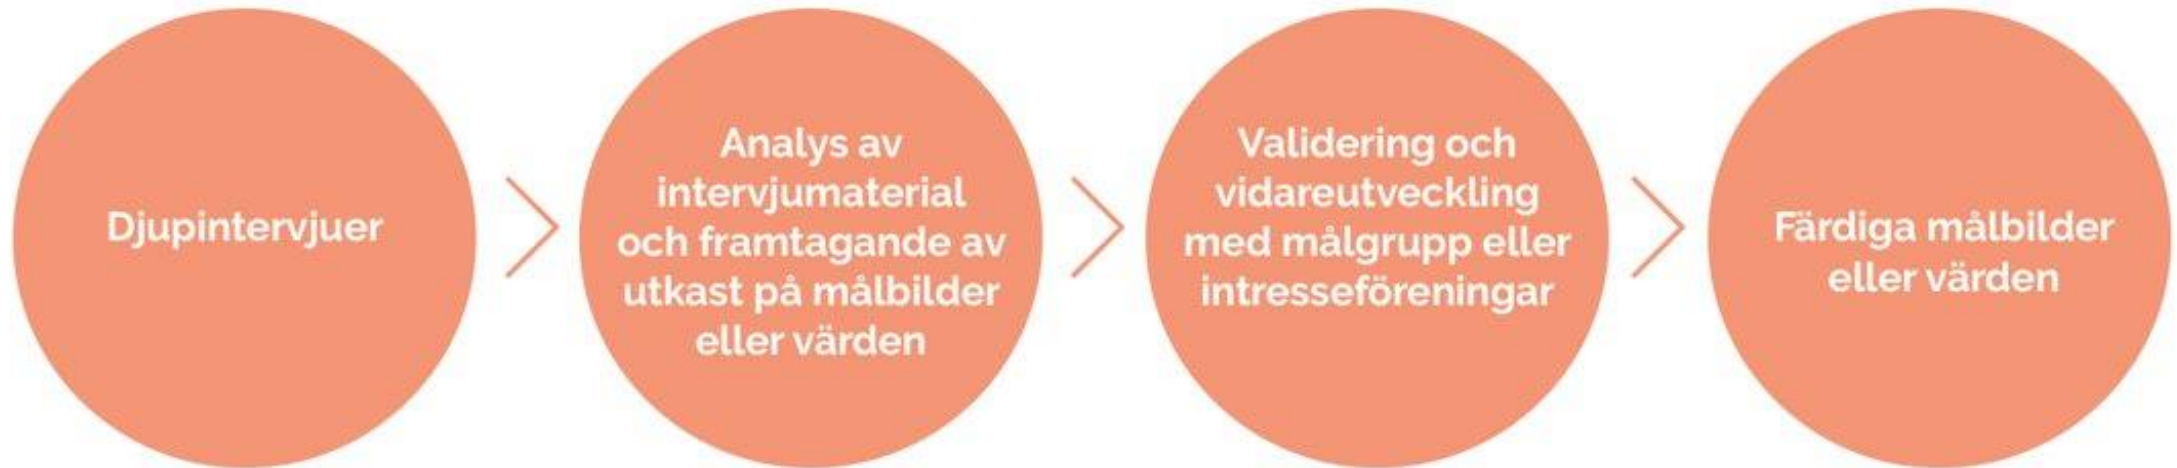 Djupintervjuer
Analys av
intervjumaterial
och framtagande av
utkast på målbilder
eller värden
Validering och
vidareutveckling
med målgrupp eller
intresseföreningar
Färdiga målbilder
eller värden